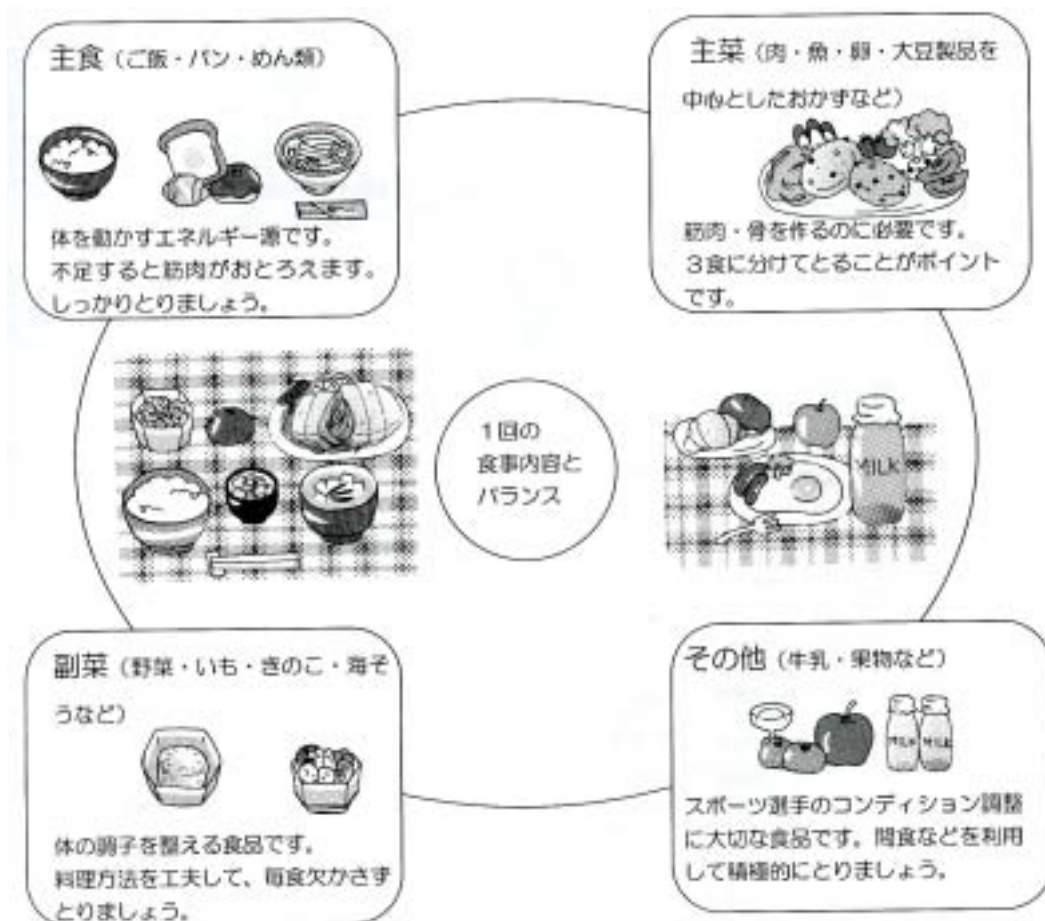 主食（ご飯・パン・めん類）
体を動かすエネルギー源です。
不足すると筋肉がおとろえます。
しっかりとりましょう。
主菜（肉・魚・卵・大豆製品を
中心としたおかずなど）
筋肉・骨を作るのに必要です。
３食に分けてとることがポイント
です。
１回の
食事内容と
バランス
MILK
副菜（野菜・いも・きのこ・海そ
うなど）
体の調子を整える食品です。
料理方法を工夫して、毎食欠かさず
とりましょう。
その他（牛乳・果物など）
MILK
MILK
スポーツ選手のコンディション調整
に大切な食品です。間食などを利用
して積極的にとりましょう。